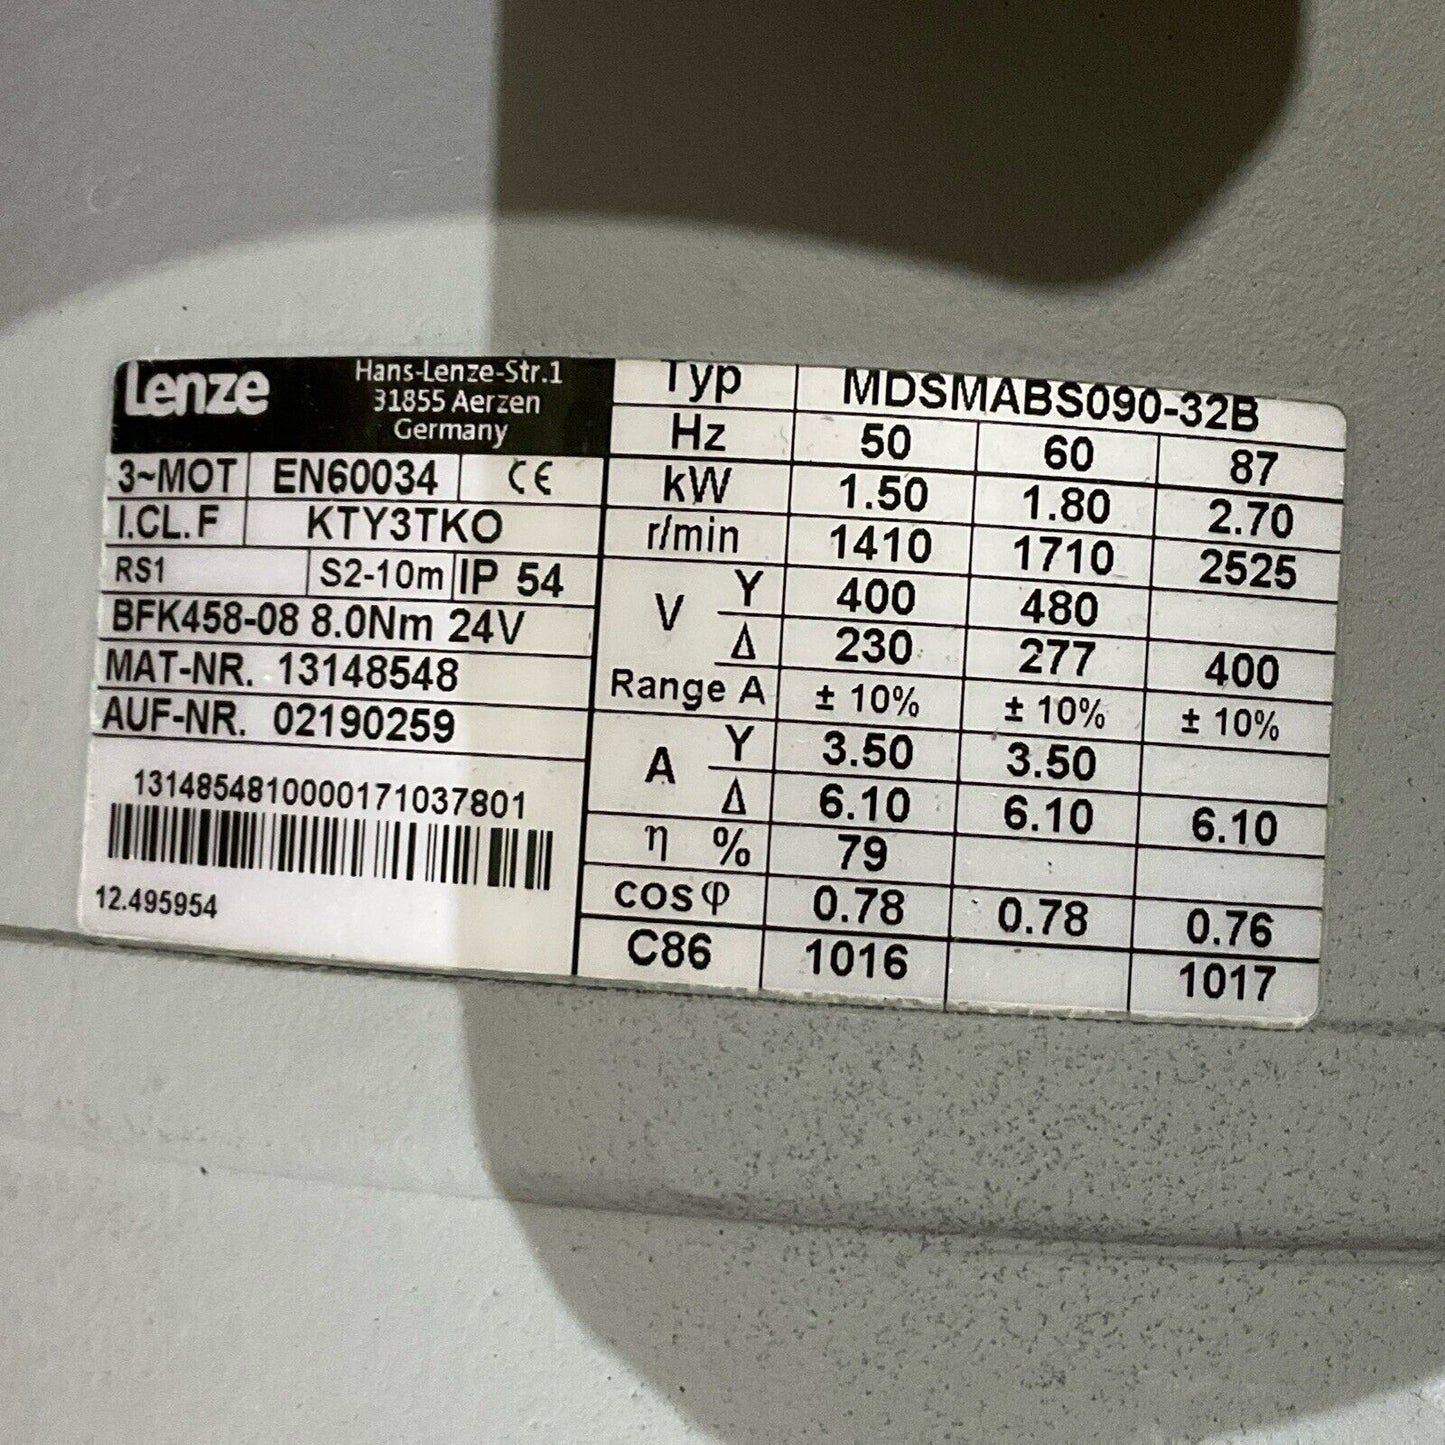 Lenze
Hans-Lenze-Str.1
31855 Aerzen
Germany
3~MOT EN60034 CE
I.CL.F KTY3TKO
RS1 S2-10m IP 54
BFK458-08 8.0Nm 24V
MAT-NR. 13148548
AUF-NR. 02190259
1314854810000171037801
12.495954
Typ MDSMABS090-32B
Hz 50 60 87
kW 1.50 1.80 2.70
r/min 1410 1710 2525
V Y 400 480
Δ 230 277 400
Range A ± 10% ± 10% ± 10%
A Y 3.50 3.50
Δ 6.10 6.10 6.10
η % 79
cos φ 0.78 0.78 0.76
C86 1016 1017